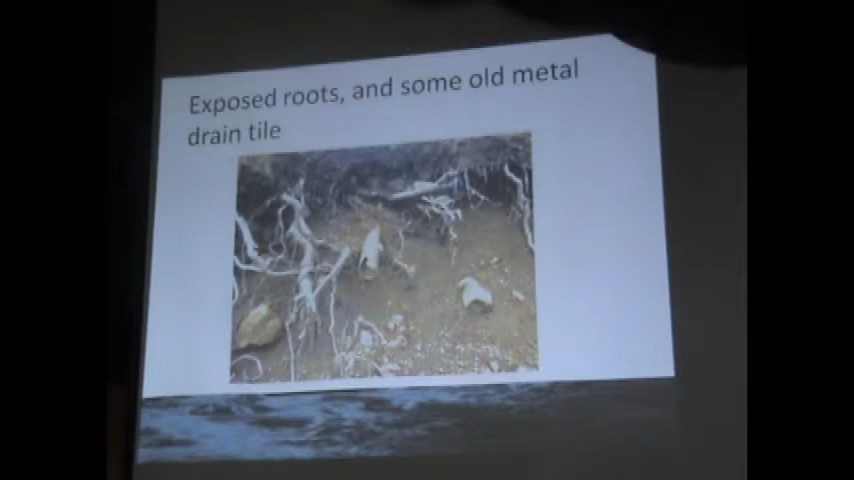 Exposed roots, and some old metal
drain tile